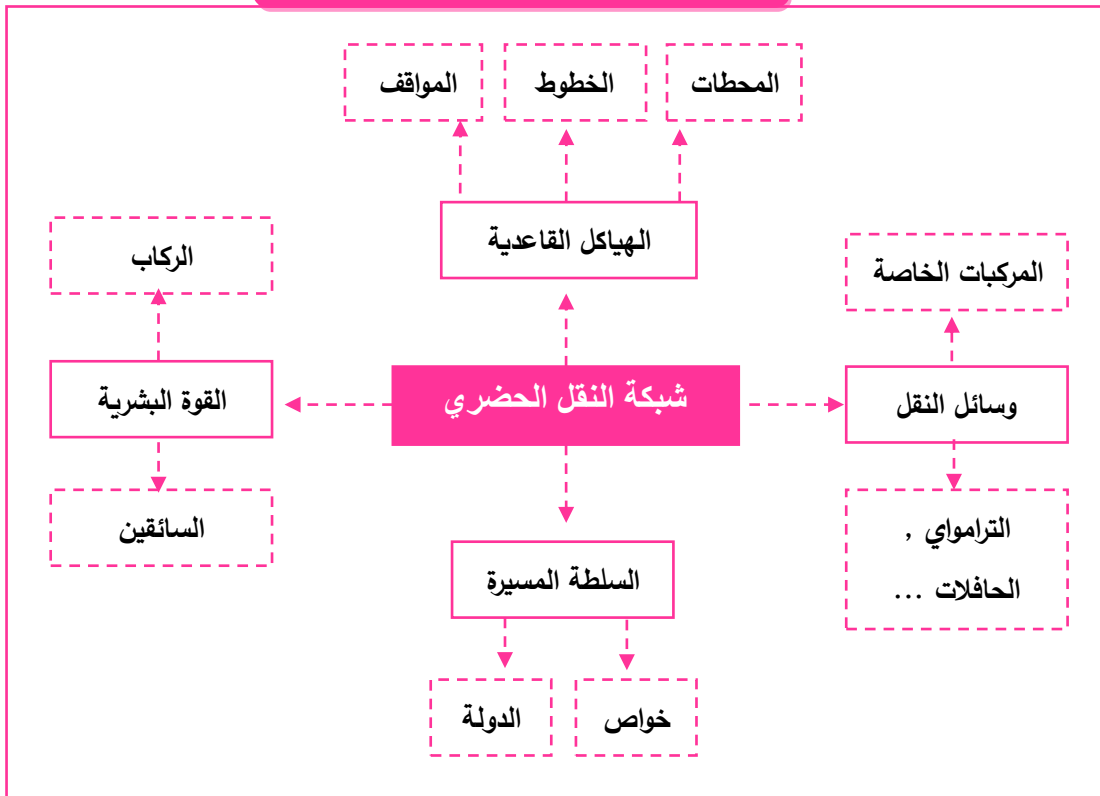 المحطات
الخطوط
المواقف
الهياكل القاعدية
الركاب
المركبات الخاصة
شبكة النقل الحضري
القوة البشرية
وسائل النقل
السائقين
الترامواي ,
الحافلات ...
السلطة المسيرة
خواص
الدولة